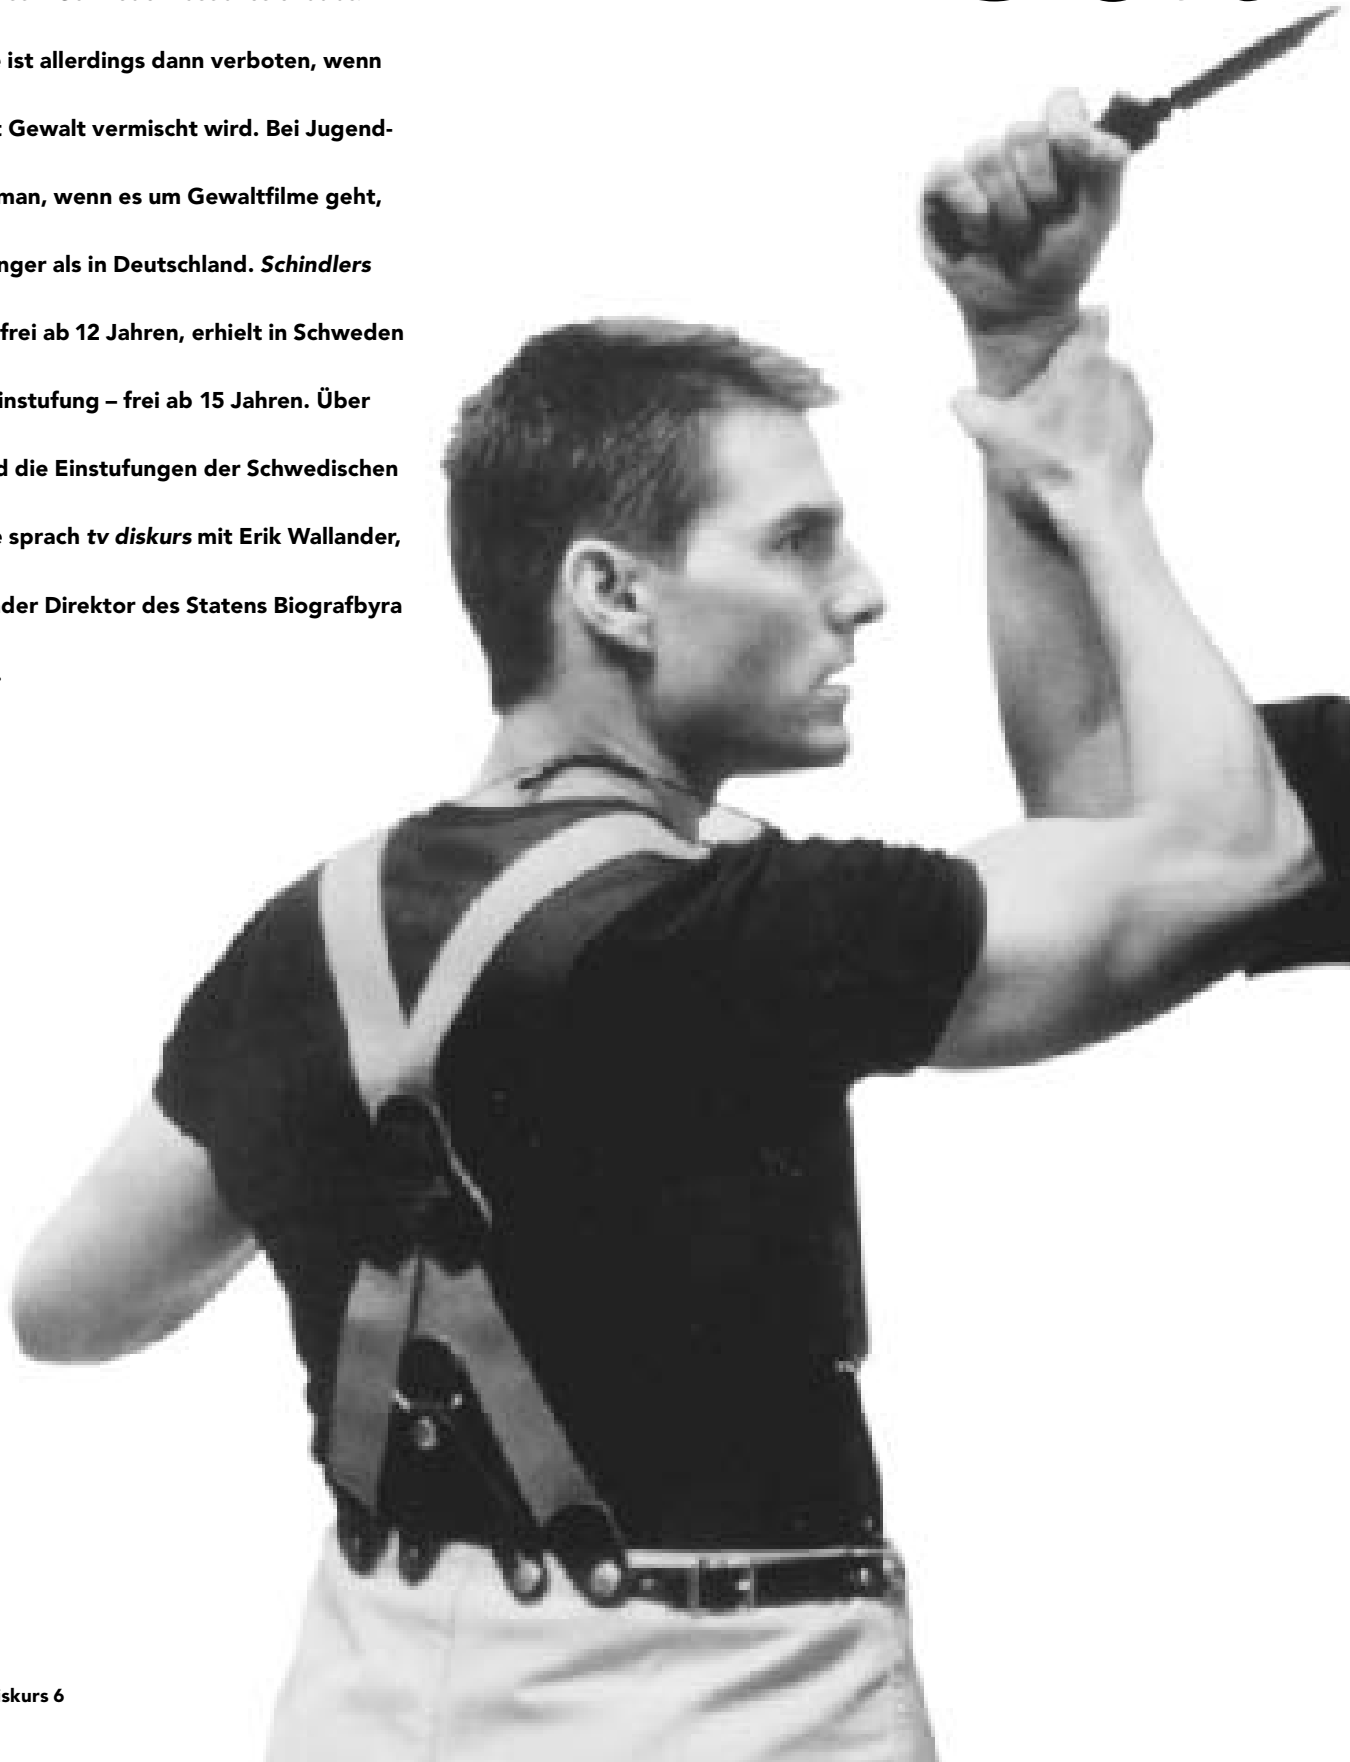 ist allerdings dann verboten, wenn
Gewalt vermischt wird. Bei Jugend-
man, wenn es um Gewaltfilme geht,
nger als in Deutschland. Schindlers
frei ab 12 Jahren, erhielt in Schweden
instufung – frei ab 15 Jahren. Über
d die Einstufungen der Schwedischen
e sprach tv diskurs mit Erik Wallander,
der Direktor des Statens Biografbyra
.
iskurs 6